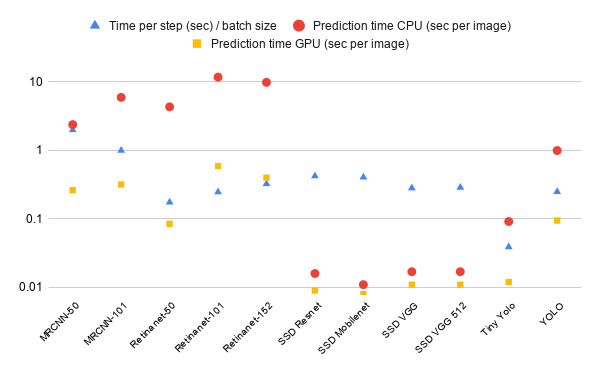 Time per step (sec) / batch size Prediction time CPU (sec per image)
Prediction time GPU (sec per image)
10
1
0.1
0.01
MRCNN-50
MRCNN-101
Retinanet-50
Retinanet-101
Retinanet-152
SSD Resnet
SSD Mobilenet
SSD VGG
SSD VGG 512
Tiny Yolo
YOLO